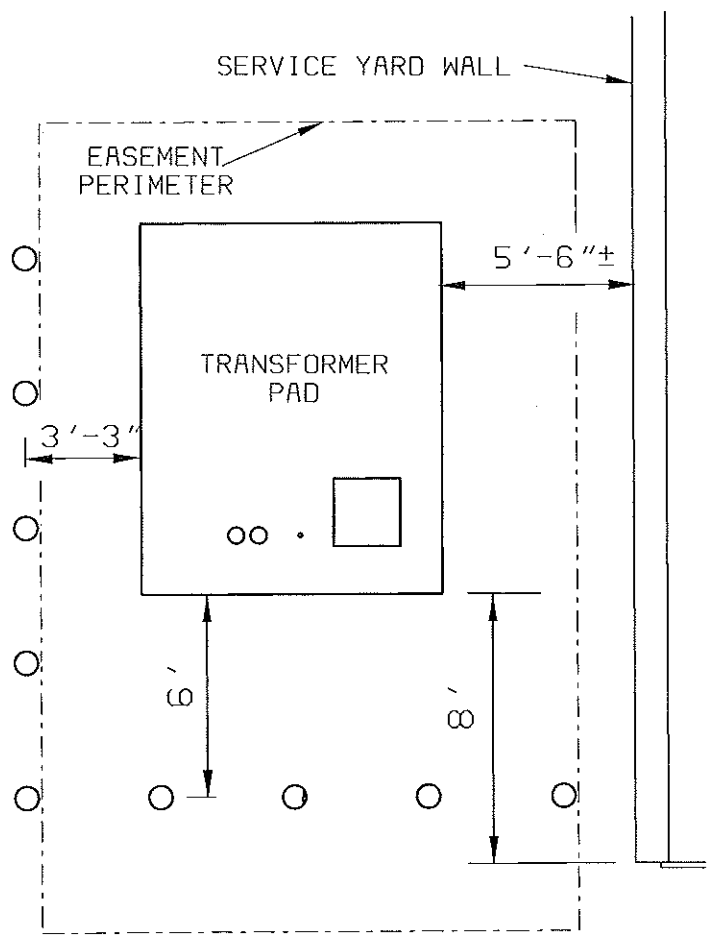 SERVICE YARD WALL
EASEMENT
PERIMETER
5'-6"±
TRANSFORMER
PAD
3'-3"
6'
8'